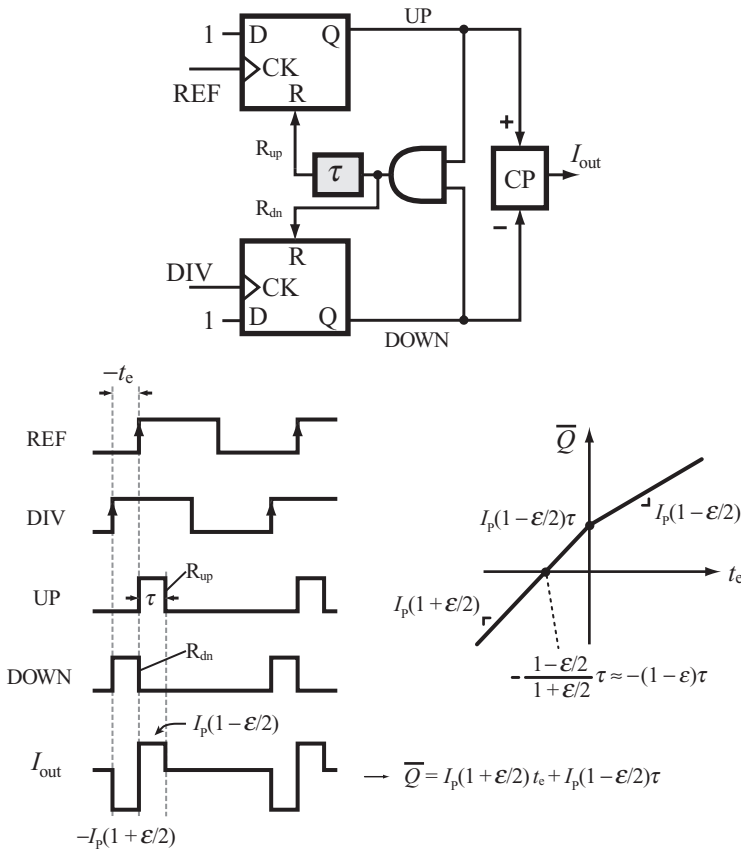 UP
1 D Q
CK
REF
R
R_up
τ
+
CP
I_out
R_dn
−
R
DIV
CK
1 D Q
DOWN
−t_e
REF
DIV
UP
τ
R_up
DOWN
R_dn
I_out
I_P(1−ε/2)
−I_P(1+ε/2)
Q̅
I_P(1−ε/2)τ
I_P(1−ε/2)
t_e
I_P(1+ε/2)
- (1−ε/2)/(1+ε/2) τ ≈ −(1−ε)τ
→ Q̅ = I_P(1+ε/2) t_e + I_P(1−ε/2)τ